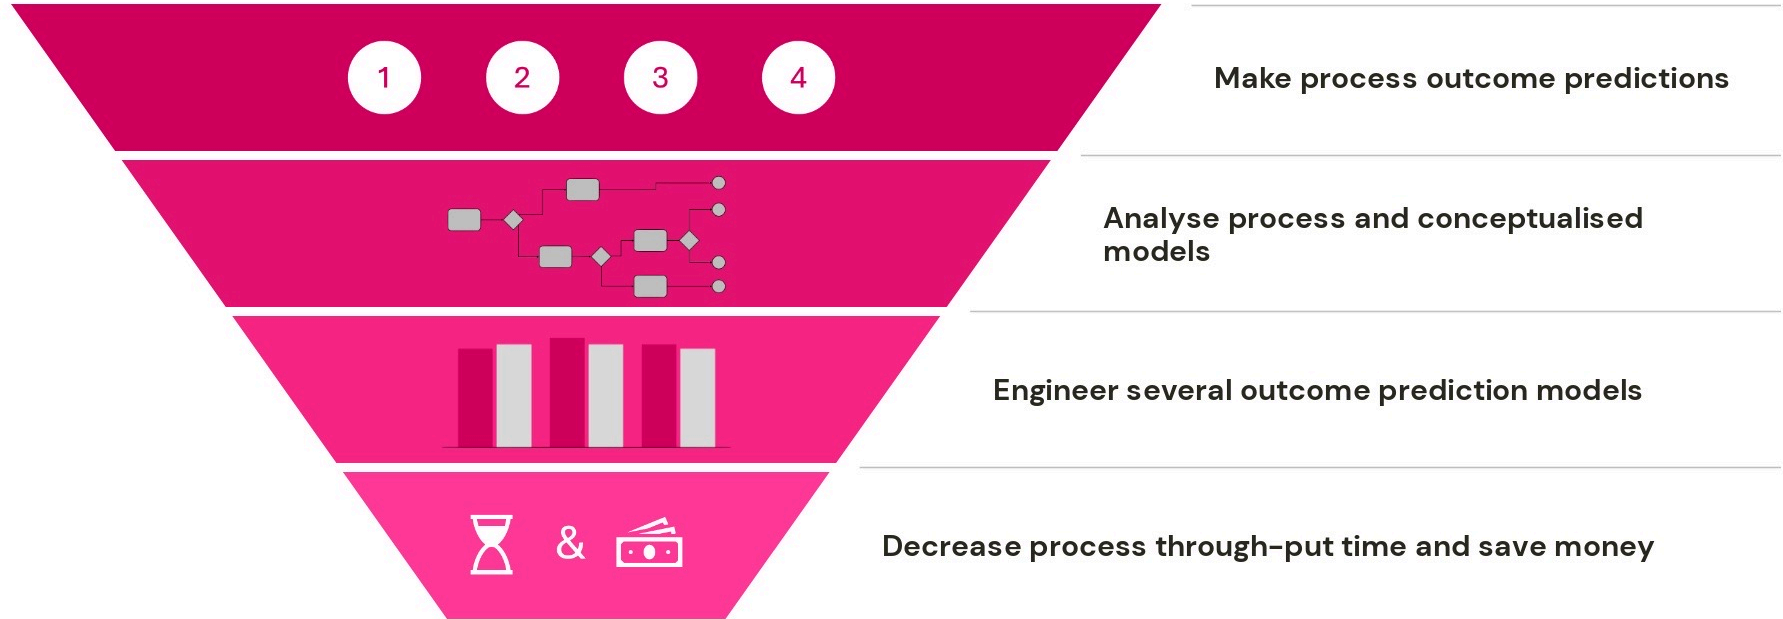 1 2 3 4
Make process outcome predictions
Analyse process and conceptualised
models
Engineer several outcome prediction models
&
Decrease process through-put time and save money